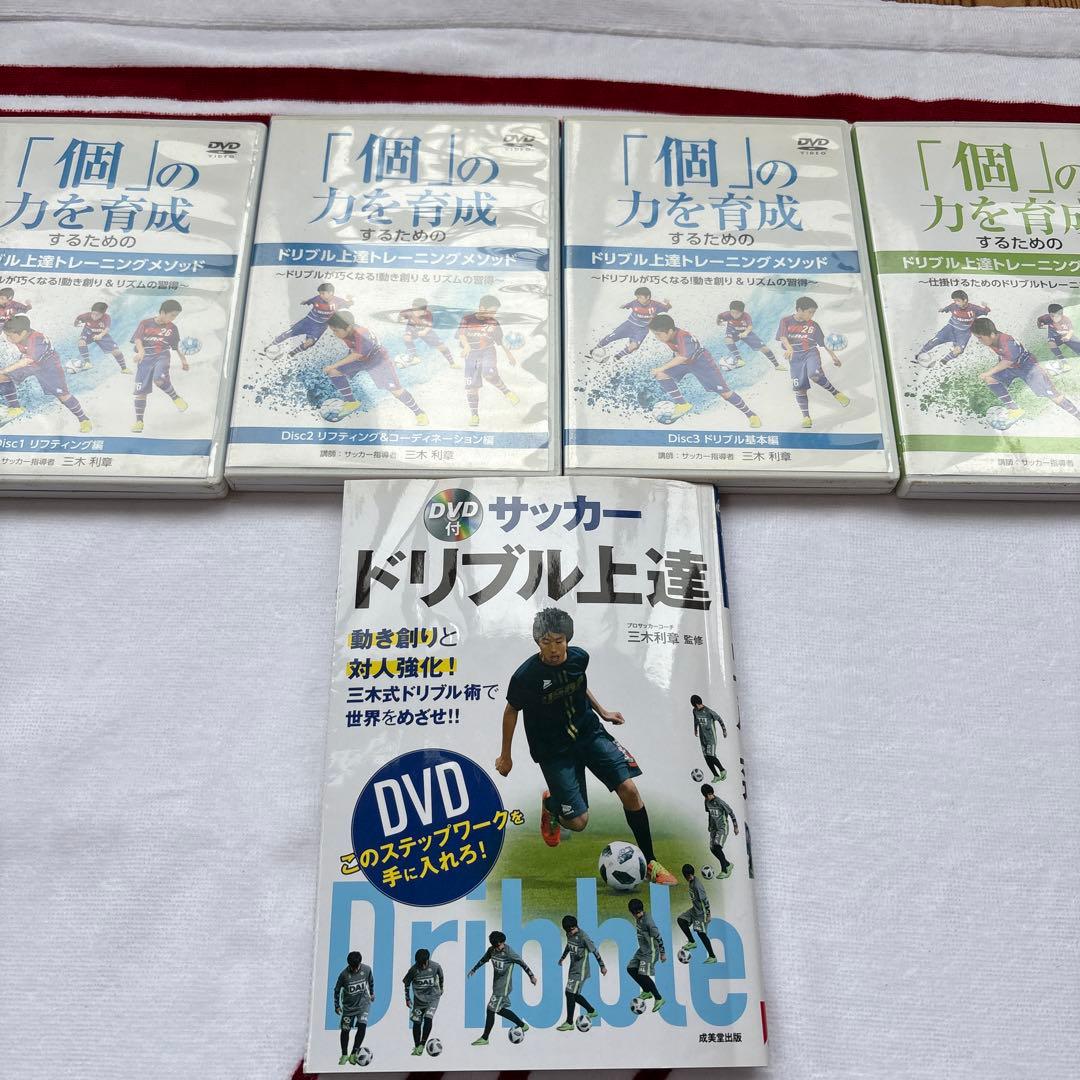 「個」の
力を育成
するための
ブル上達トレーニングメソッド
ルが巧くなる!動き創り&リズムの習得～
Disc1 リフティング編
サッカー指導者 三木 利章
DVD
VIDEO
「個」の
力を育成
するための
ドリブル上達トレーニングメソッド
～ドリブルが巧くなる!動き創り&リズムの習得～
Disc2 リフティング&コーディネーション編
講師:サッカー指導者 三木 利章
DVD
VIDEO
「個」の
力を育成
するための
ドリブル上達トレーニングメソッド
～ドリブルが巧くなる!動き創り&リズムの習得～
Disc3 ドリブル基本編
講師:サッカー指導者 三木 利章
DVD
VIDEO
「個」の
力を育成
するための
ドリブル上達トレーニング
～仕掛けるためのドリブルトレーニ
講師:サッカー指導者
DVD
付
サッカー
ドリブル上達
プロサッカーコーチ
三木利章 監修
動き創りと
対人強化!
三木式ドリブル術で
世界をめざせ!!
DVD
このステップワークを
手に入れろ!
Dribble
成美堂出版